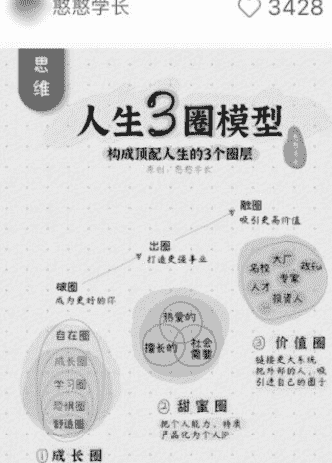 憨憨学长
3428
思维
人生3圈模型
构成顶配人生的3个圈层
原创:憨憨学长
融圈
吸引更高价值
出圈
打造更强事业
破圈
成为更好的你
大厂
名校
政fu
专家
人才
投资人
热爱的
擅长的
社会
需要
自在圈
成长圈
学习圈
恐惧圈
舒适圈
③ 价值圈
链接更大系统
把外部的人,吸
引进自己的圈子
② 甜蜜圈
把个人能力、特质
产品化为个人IP
①成长圈